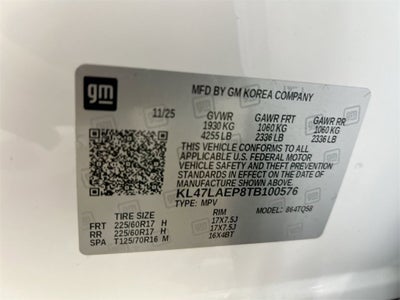 gm
MFD BY GM KOREA COMPANY
11/25
GVWR GAWR FRT GAWR RR
1930 KG 1060 KG 1060 KG
4255 LB 2336 LB 2336 LB
THIS VEHICLE CONFORMS TO ALL
APPLICABLE U.S. FEDERAL MOTOR
VEHICLE SAFETY AND THEFT
PREVENTION STANDARDS IN EFFECT
ON THE DATE OF MANUFACTURE
SHOWN ABOVE.
KL47LAEP8TB100576
TYPE: MPV MODEL: 864TQ58
TIRE RIM
FRT 225/60R17 H 17X7.5J
RR 225/60R17 H 17X7.5J
SPA T125/70R16 M 16X4BT